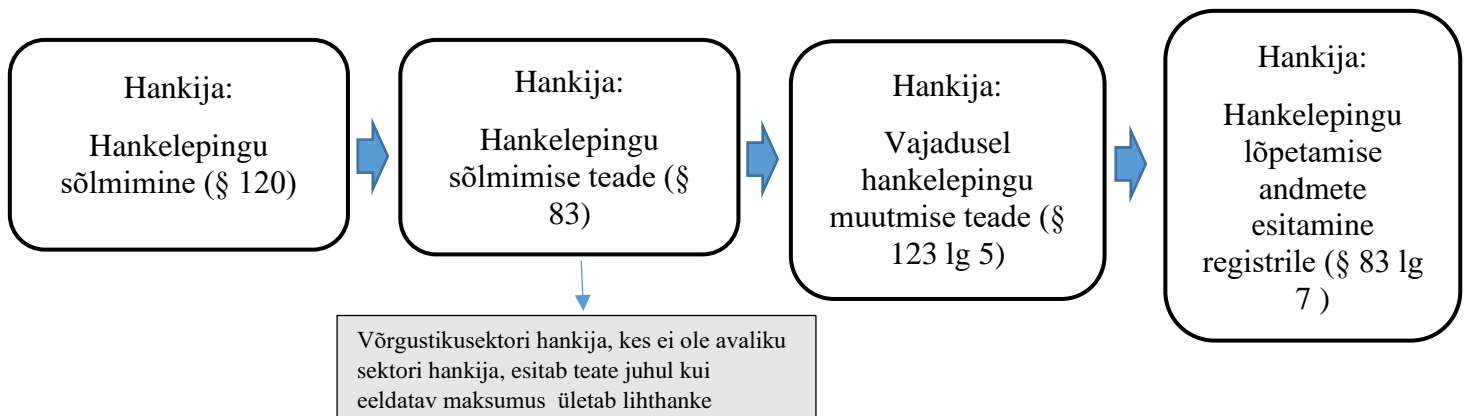 Hankija:
Hankelepingu
sõlmimine (§ 120)
Hankija:
Hankelepingu
sõlmimise teade (§
83)
Hankija:
Vajadusel
hankelepingu
muutmise teade (§
123 lg 5)
Hankija:
Hankelepingu
lõpetamise
andmete
esitamine
registrile (§ 83 lg
7 )
Võrgustikusektori hankija, kes ei ole avaliku
sektori hankija, esitab teate juhul kui
eeldatav maksumus ületab lihthanke